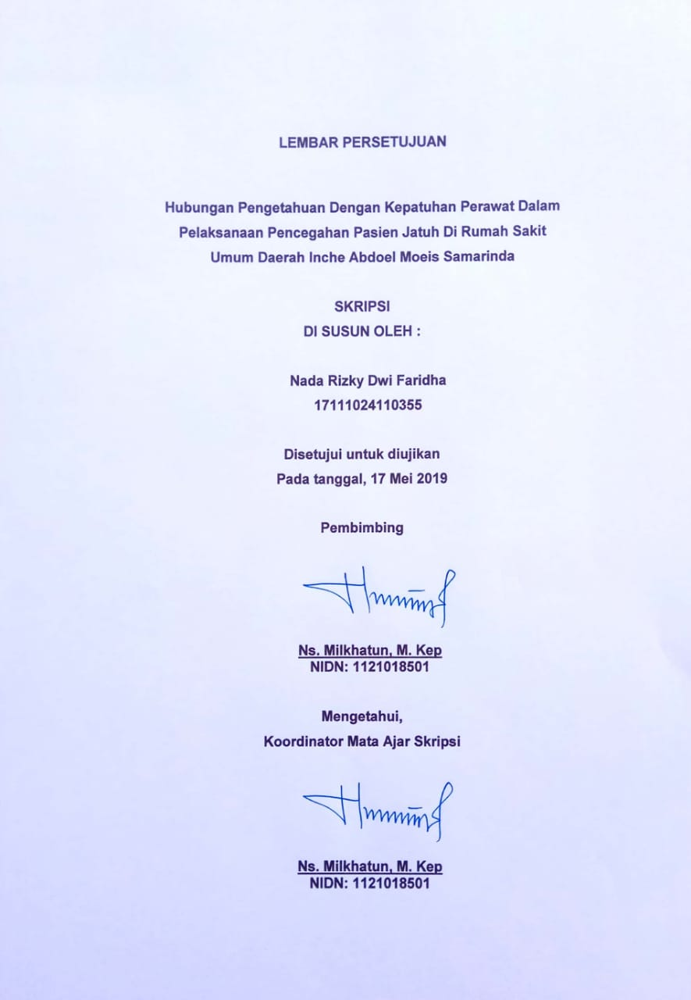 LEMBAR PERSETUJUAN
Hubungan Pengetahuan Dengan Kepatuhan Perawat Dalam
Pelaksanaan Pencegahan Pasien Jatuh Di Rumah Sakit
Umum Daerah Inche Abdoel Moeis Samarinda
SKRIPSI
DI SUSUN OLEH :
Nada Rizky Dwi Faridha
17111024110355
Disetujui untuk diujikan
Pada tanggal, 17 Mei 2019
Pembimbing
Ns. Milkhatun, M. Kep
NIDN: 1121018501
Mengetahui,
Koordinator Mata Ajar Skripsi
Ns. Milkhatun, M. Kep
NIDN: 1121018501